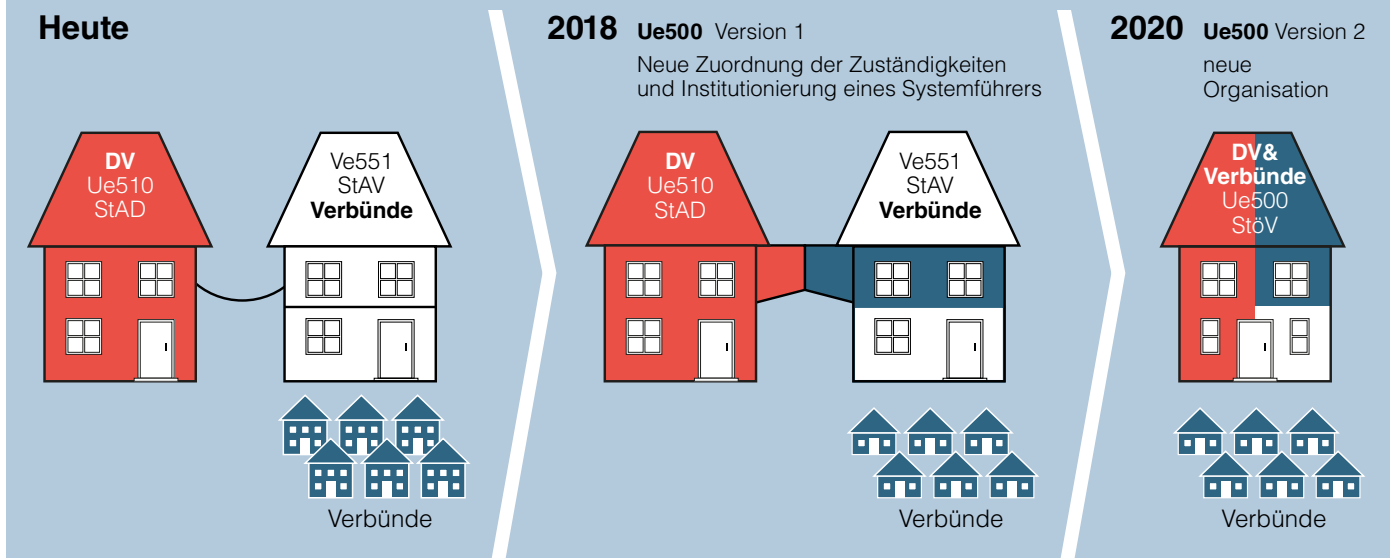 Heute
DV
Ue510
StAD
Ve551
StAV
Verbünde
Verbünde
2018 Ue500 Version 1
Neue Zuordnung der Zuständigkeiten
und Institutionierung eines Systemführers
DV
Ue510
StAD
Ve551
StAV
Verbünde
Verbünde
2020 Ue500 Version 2
neue
Organisation
DV&
Verbünde
Ue500
StöV
Verbünde